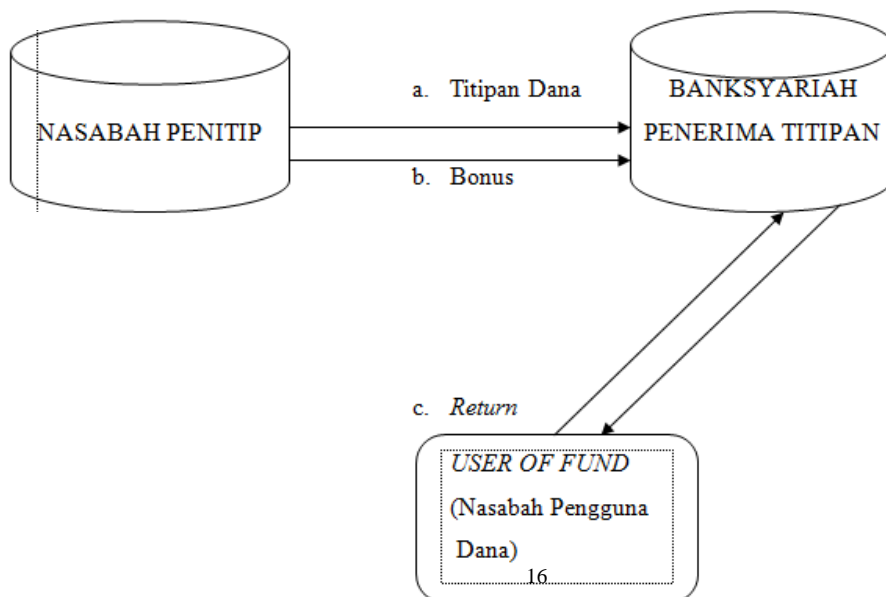 NASABAH PENITIP
a. Titipan Dana
b. Bonus
BANKSYARIAH
PENERIMA TITIPAN
c. Return
USER OF FUND
(Nasabah Pengguna
Dana)
16